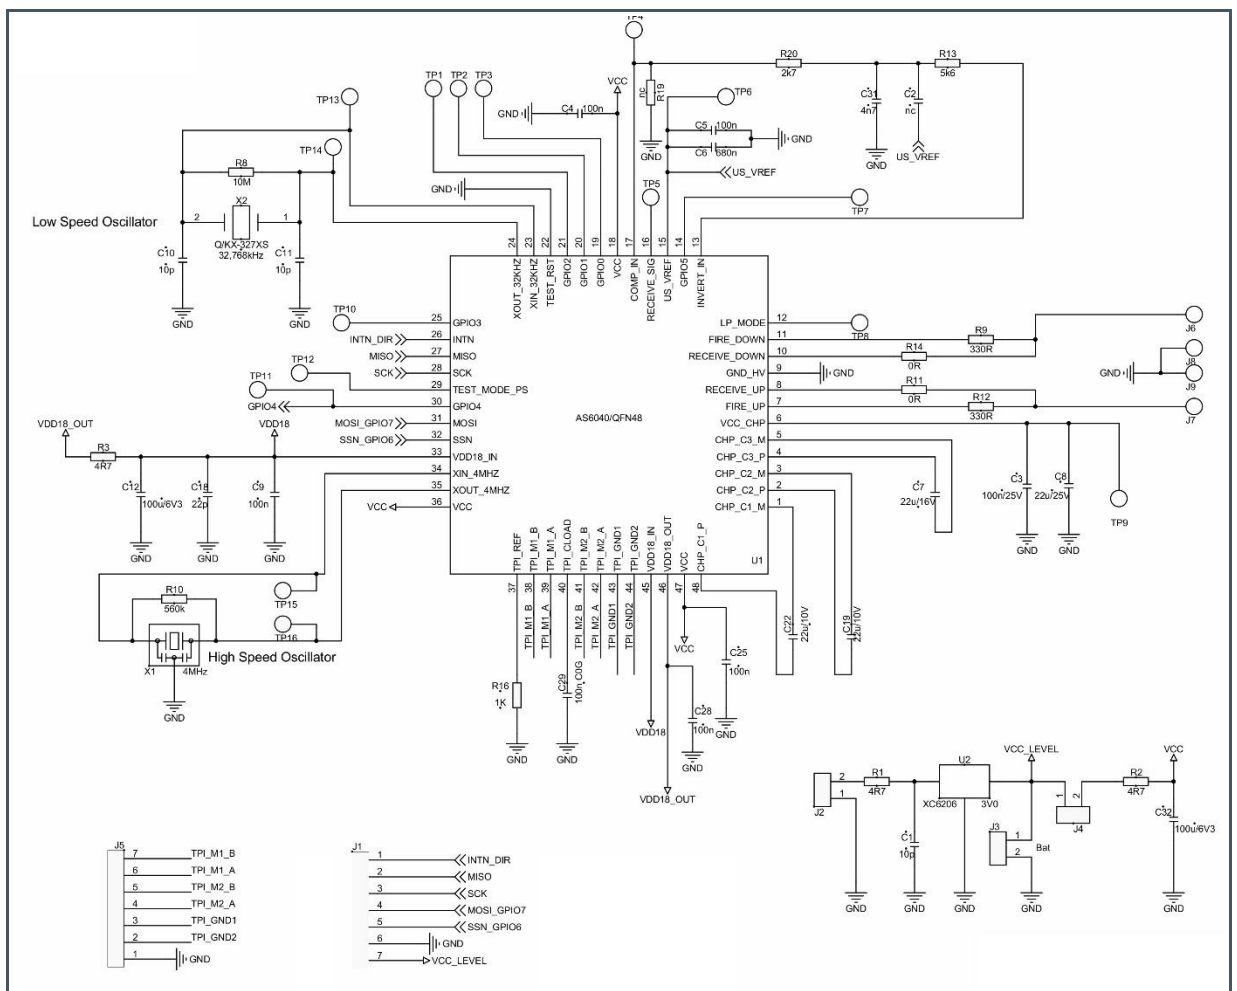 TP4
R20
2k7
R13
5k6
TP1
TP2
TP3
VCC
nc
R19
TP6
C31
4n7
C2
nc
TP13
C4
100n
GND
GND
C5
100n
C6
680n
GND
GND
US_VREF
US_VREF
TP14
R8
10M
GND
TP5
TP7
Low Speed Oscillator
X2
2
1
Q/KX-327XS
32,768kHz
C10
10p
C11
10p
GND
GND
24
23
22
21
20
19
18
17
16
15
14
13
XOUT_32KHZ
XIN_32KHZ
TEST_RST
GPIO2
GPIO1
GPIO0
VCC
COMP_IN
RECEIVE_SIG
US_VREF
GPIO5
INVERT_IN
TP10
25
GPIO3
INTN_DIR
26
INTN
MISO
27
MISO
SCK
28
SCK
TP12
29
TEST_MODE_PS
TP11
GPIO4
30
GPIO4
MOSI_GPIO7
31
MOSI
SSN_GPIO6
32
SSN
33
VDD18_IN
34
XIN_4MHZ
35
XOUT_4MHZ
VCC
36
VCC
AS6040/QFN48
U1
LP_MODE
12
TP8
FIRE_DOWN
11
R9
330R
J6
RECEIVE_DOWN
10
R14
0R
J8
GND_HV
9
GND
GND
J9
RECEIVE_UP
8
R11
0R
FIRE_UP
7
R12
330R
J7
VCC_CHP
6
CHP_C3_M
5
CHP_C3_P
4
CHP_C2_M
3
CHP_C2_P
2
CHP_C1_M
1
C7
22u/16V
C3
100n/25V
C8
22u/25V
TP9
GND
GND
VDD18_OUT
VDD18
R3
4R7
C12
100u/6V3
C18
22p
C9
100n
GND
GND
GND
TPI_REF
TPI_M1_B
TPI_M1_A
TPI_CLOAD
TPI_M2_B
TPI_M2_A
TPI_GND1
TPI_GND2
VDD18_IN
VDD18_OUT
VCC
CHP_C1_P
37
38
39
40
41
42
43
44
45
46
47
48
TPI_M1_B
TPI_M1_A
TPI_M2_B
TPI_M2_A
TPI_GND1
TPI_GND2
R10
560k
TP15
TP16
X1
4MHz
High Speed Oscillator
GND
C22
22u/10V
C19
22u/10V
VCC
C25
100n
R16
1K
C29
100n_C0G
C28
100n
GND
VDD18
GND
GND
GND
VDD18_OUT
VCC_LEVEL
VCC
J2
2
1
R1
4R7
U2
XC6206
3V0
1
2
J4
R2
4R7
C1
10p
J3
1
2
Bat
C32
100u/6V3
GND
GND
GND
GND
GND
J5
7
TPI_M1_B
6
TPI_M1_A
5
TPI_M2_B
4
TPI_M2_A
3
TPI_GND1
2
TPI_GND2
1
GND
J1
1
INTN_DIR
2
MISO
3
SCK
4
MOSI_GPIO7
5
SSN_GPIO6
6
GND
7
VCC_LEVEL